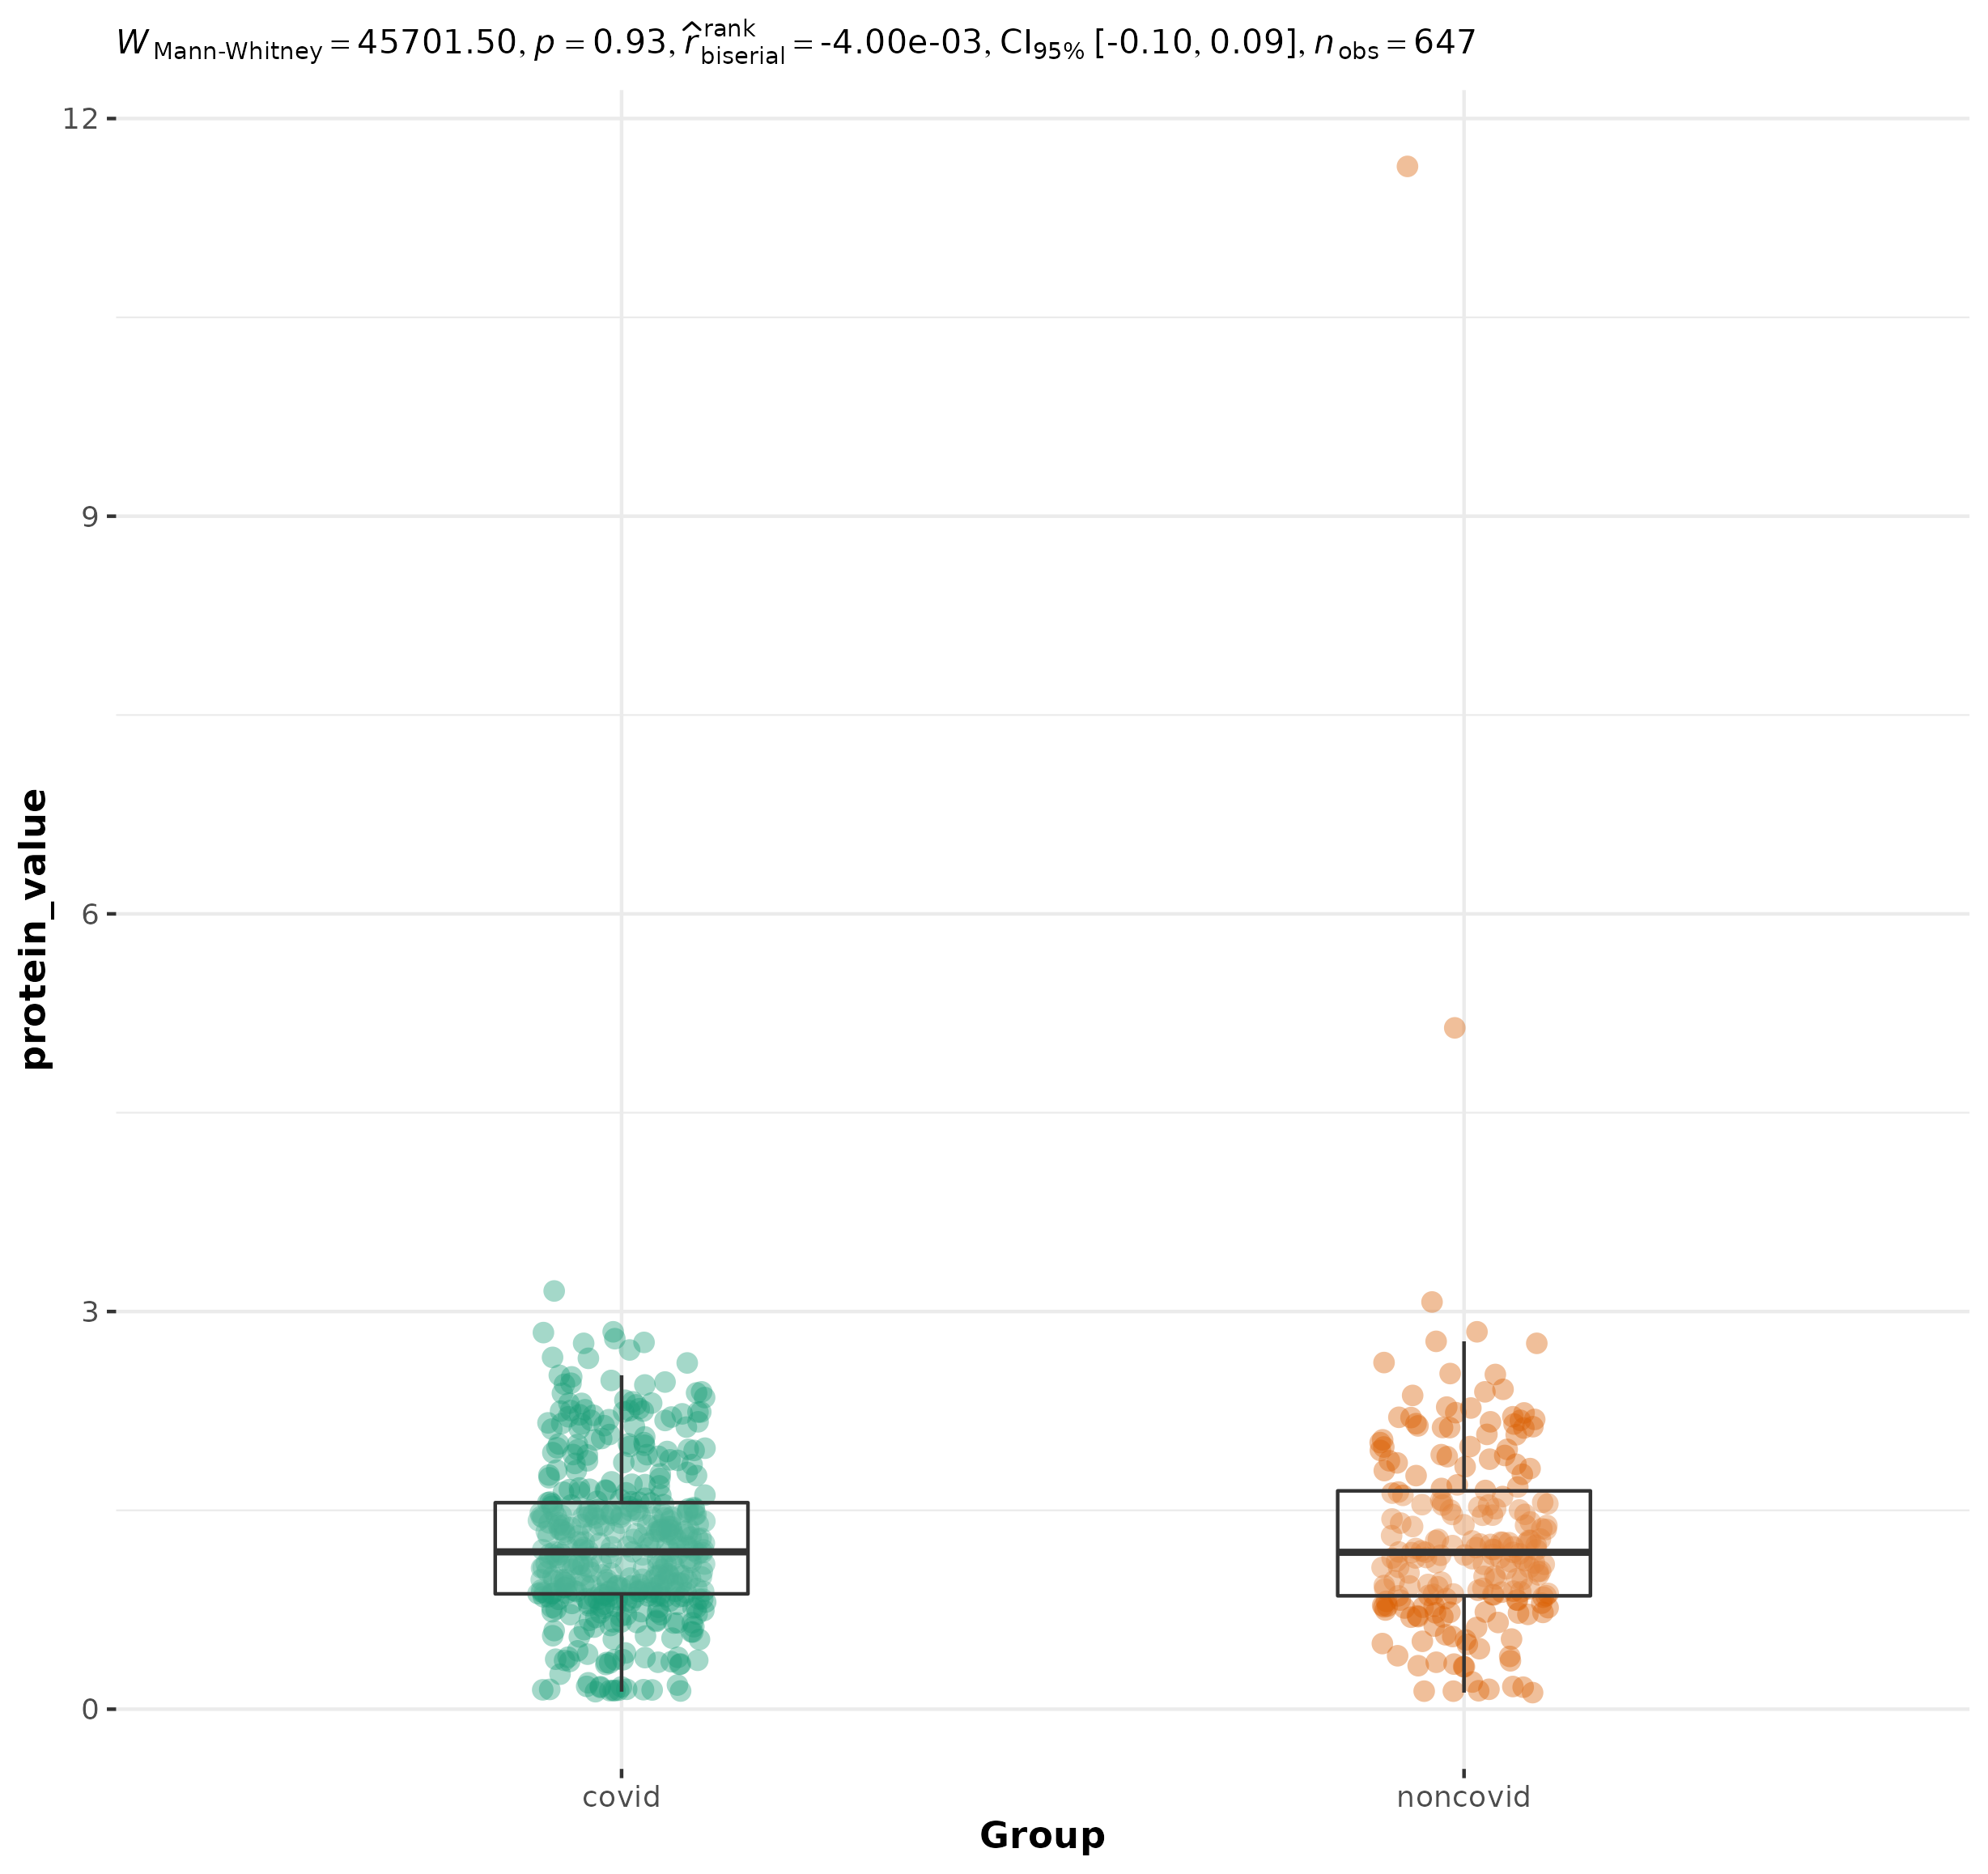 W Mann-Whitney = 45701.50, p = 0.93, r̂ rank biserial = -4.00e-03, CI95% [-0.10, 0.09], n obs = 647
12
9
6
3
0
protein_value
covid noncovid
Group